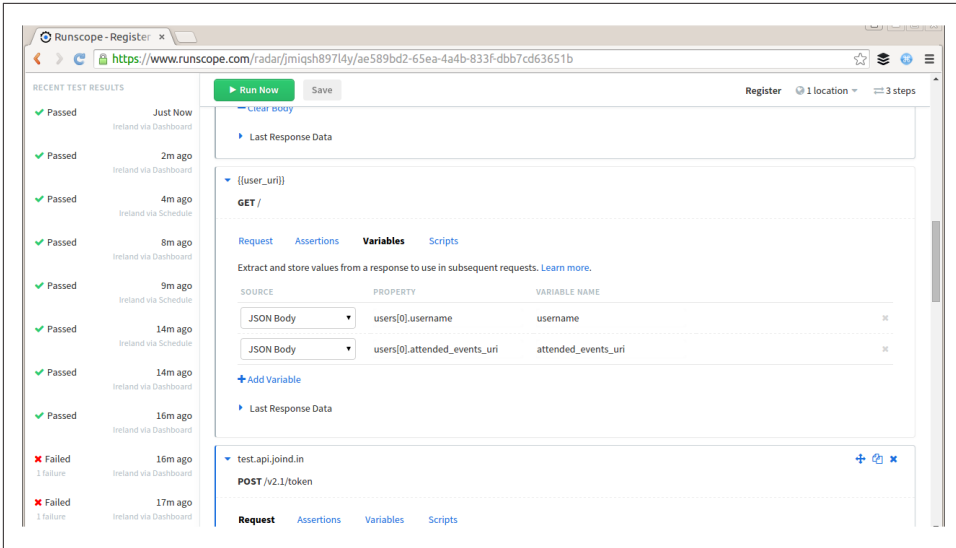 Runscope - Register
https://www.runscope.com/radar/jmiqsh897l4y/ae589bd2-65ea-4a4b-833f-dbb7cd63651b
RECENT TEST RESULTS
Passed Just Now
Ireland via Dashboard
Passed 2m ago
Ireland via Dashboard
Passed 4m ago
Ireland via Schedule
Passed 8m ago
Ireland via Dashboard
Passed 9m ago
Ireland via Schedule
Passed 14m ago
Ireland via Schedule
Passed 14m ago
Ireland via Dashboard
Passed 16m ago
Ireland via Dashboard
Failed 16m ago
1 failure Ireland via Dashboard
Failed 17m ago
1 failure Ireland via Dashboard
Run Now Save Register 1 location 3 steps
Clear Body
Last Response Data
{{user_uri}}
GET /
Request Assertions Variables Scripts
Extract and store values from a response to use in subsequent requests. Learn more.
SOURCE PROPERTY VARIABLE NAME
JSON Body users[0].username username
JSON Body users[0].attended_events_uri attended_events_uri
Add Variable
Last Response Data
test.api.joind.in
POST /v2.1/token
Request Assertions Variables Scripts